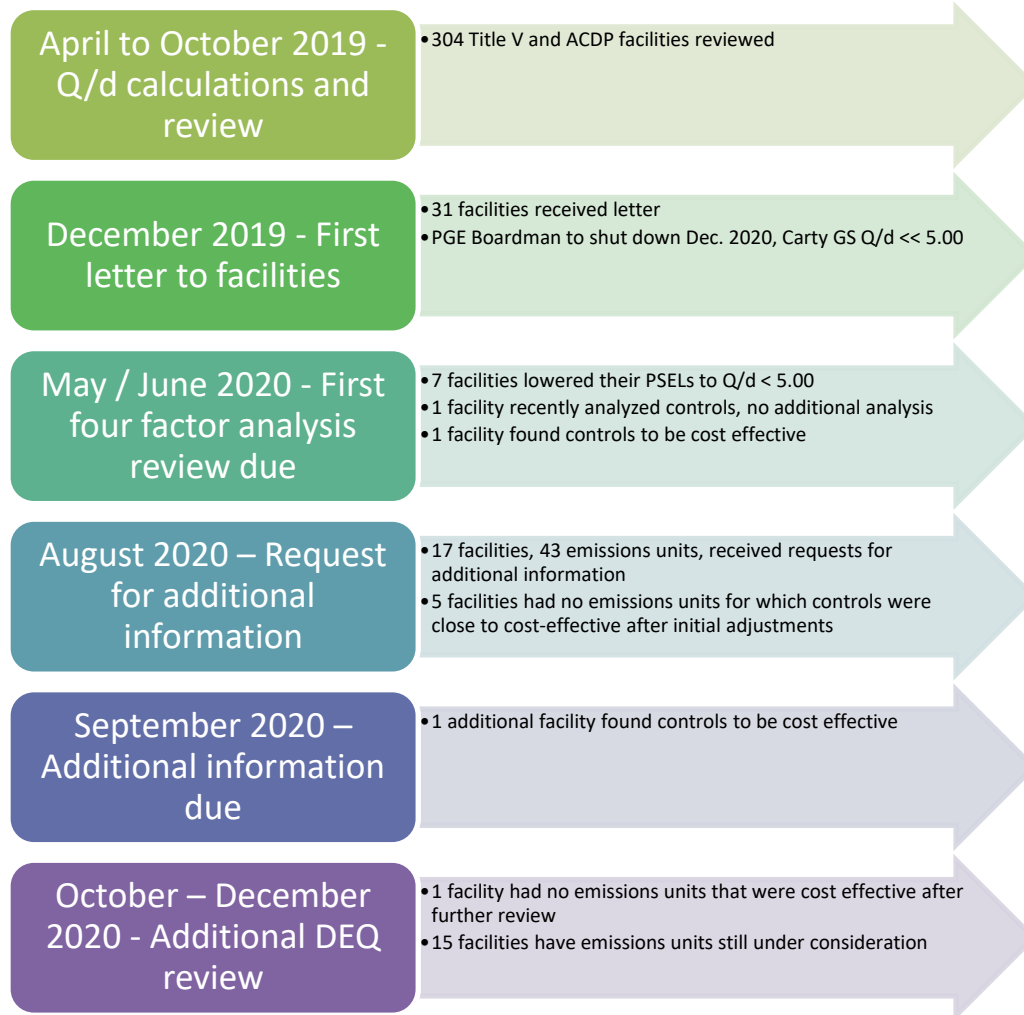 April to October 2019 -
Q/d calculations and
review
•304 Title V and ACDP facilities reviewed
December 2019 - First
letter to facilities
•31 facilities received letter
•PGE Boardman to shut down Dec. 2020, Carty GS Q/d << 5.00
May / June 2020 - First
four factor analysis
review due
•7 facilities lowered their PSELs to Q/d < 5.00
•1 facility recently analyzed controls, no additional analysis
•1 facility found controls to be cost effective
August 2020 – Request
for additional
information
•17 facilities, 43 emissions units, received requests for
additional information
•5 facilities had no emissions units for which controls were
close to cost-effective after initial adjustments
September 2020 –
Additional information
due
•1 additional facility found controls to be cost effective
October – December
2020 - Additional DEQ
review
•1 facility had no emissions units that were cost effective after
further review
•15 facilities have emissions units still under consideration